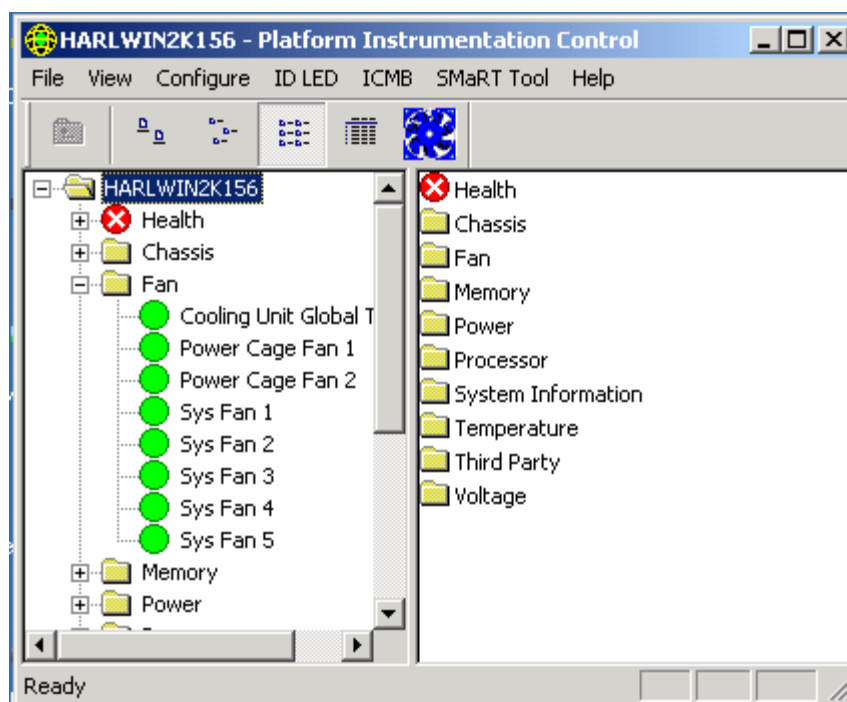 HARLWIN2K156 - Platform Instrumentation Control
File View Configure ID LED ICMB SMaRT Tool Help
HARLWIN2K156
Health
Chassis
Fan
Cooling Unit Global T
Power Cage Fan 1
Power Cage Fan 2
Sys Fan 1
Sys Fan 2
Sys Fan 3
Sys Fan 4
Sys Fan 5
Memory
Power
Health
Chassis
Fan
Memory
Power
Processor
System Information
Temperature
Third Party
Voltage
Ready